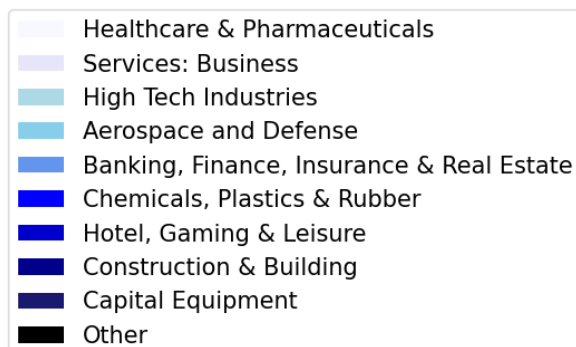 Healthcare & Pharmaceuticals
Services: Business
High Tech Industries
Aerospace and Defense
Banking, Finance, Insurance & Real Estate
Chemicals, Plastics & Rubber
Hotel, Gaming & Leisure
Construction & Building
Capital Equipment
Other